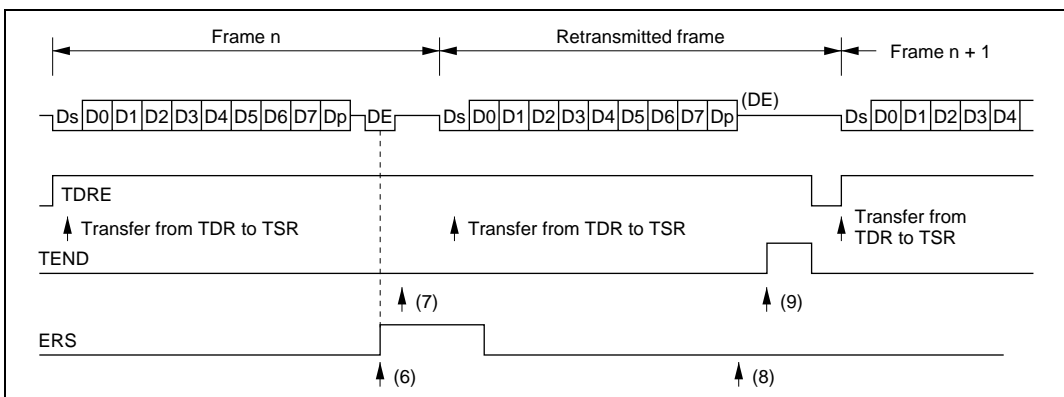 Frame n Retransmitted frame Frame n + 1
(DE)
Ds D0 D1 D2 D3 D4 D5 D6 D7 Dp DE Ds D0 D1 D2 D3 D4 D5 D6 D7 Dp Ds D0 D1 D2 D3 D4
TDRE
Transfer from TDR to TSR Transfer from TDR to TSR Transfer from
TDR to TSR
TEND
(7) (9)
ERS
(6) (8)